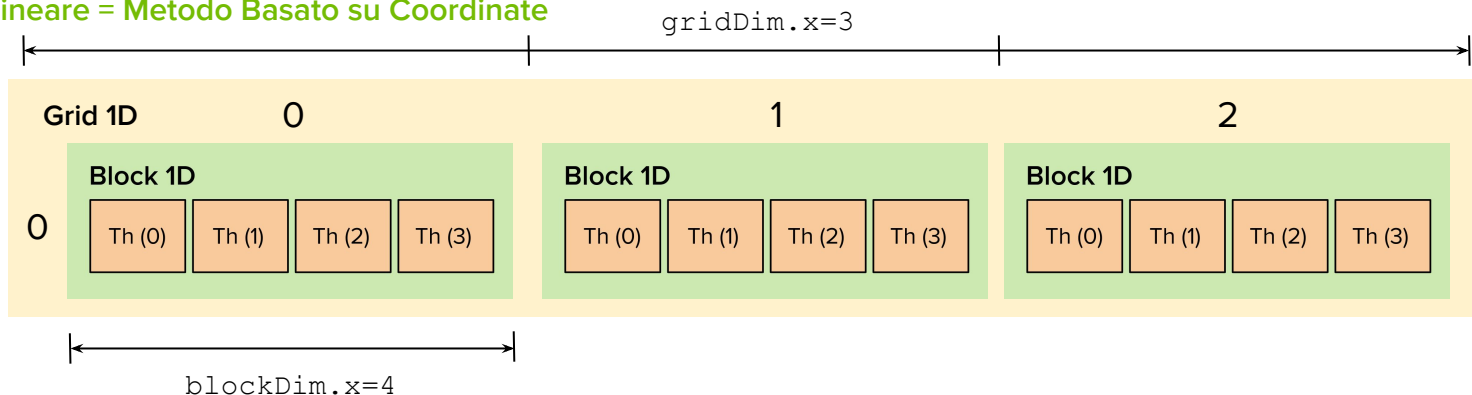 ineare = Metodo Basato su Coordinate
gridDim.x=3
Grid 1D 0 1 2
Block 1D Block 1D Block 1D
0 Th (0) Th (1) Th (2) Th (3) Th (0) Th (1) Th (2) Th (3) Th (0) Th (1) Th (2) Th (3)
blockDim.x=4